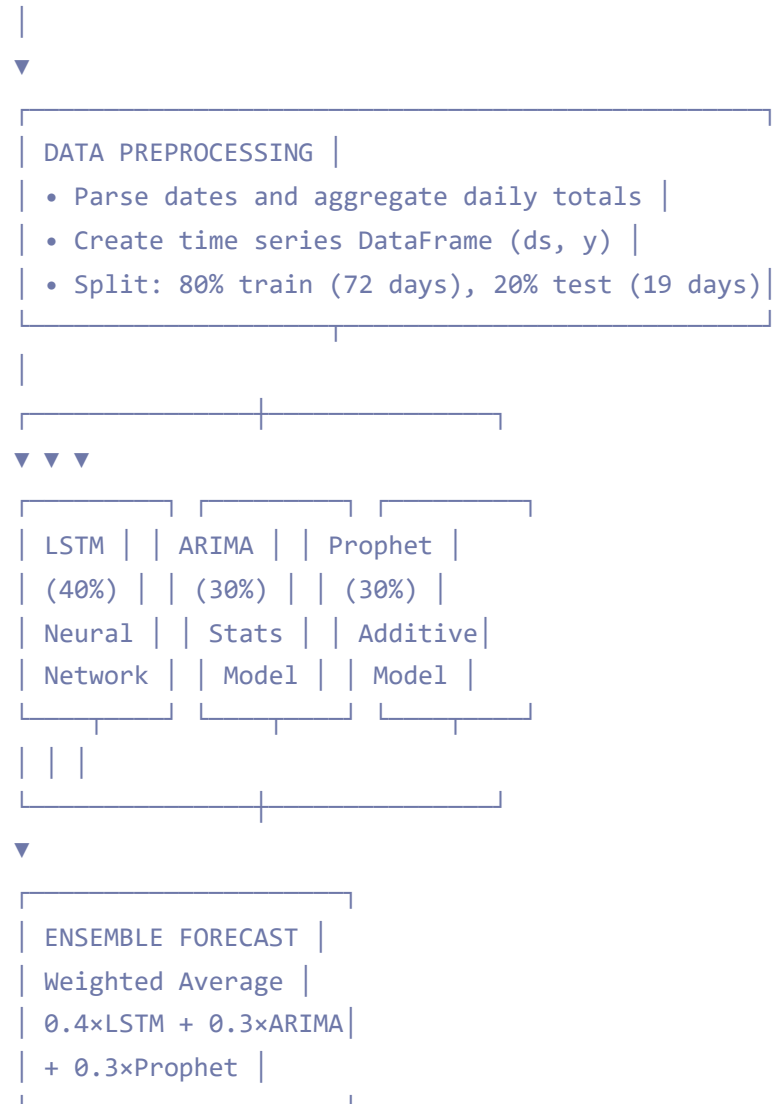 │
▼
┌─────────────────────────────────────────────────┐
│ DATA PREPROCESSING │
│ • Parse dates and aggregate daily totals │
│ • Create time series DataFrame (ds, y) │
│ • Split: 80% train (72 days), 20% test (19 days)│
└────────────────────┬────────────────────────────┘
│
┌───────────────┼───────────────┐
▼ ▼ ▼
┌─────────┐ ┌─────────┐ ┌─────────┐
│ LSTM │ │ ARIMA │ │ Prophet │
│ (40%) │ │ (30%) │ │ (30%) │
│ Neural │ │ Stats │ │ Additive│
│ Network │ │ Model │ │ Model │
└────┬────┘ └────┬────┘ └────┬────┘
│ │ │
└───────────────┼───────────────┘
▼
┌─────────────────────┐
│ ENSEMBLE FORECAST │
│ Weighted Average │
│ 0.4×LSTM + 0.3×ARIMA│
│ + 0.3×Prophet │